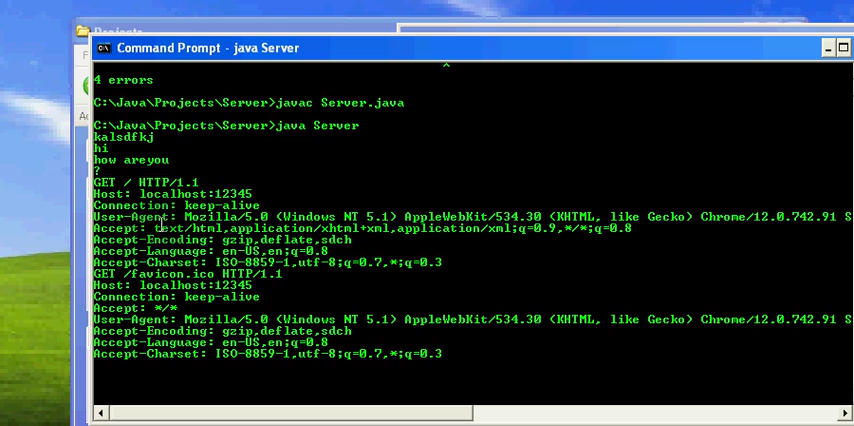 Projects
Command Prompt - java Server
^
4 errors
C:\Java\Projects\Server>javac Server.java
C:\Java\Projects\Server>java Server
kalsdfkj
hi
how areyou
?
GET / HTTP/1.1
Host: localhost:12345
Connection: keep-alive
User-Agent: Mozilla/5.0 (Windows NT 5.1) AppleWebKit/534.30 (KHTML, like Gecko) Chrome/12.0.742.91 S
Accept: text/html,application/xhtml+xml,application/xml;q=0.9,*/*;q=0.8
Accept-Encoding: gzip,deflate,sdch
Accept-Language: en-US,en;q=0.8
Accept-Charset: ISO-8859-1,utf-8;q=0.7,*;q=0.3
GET /favicon.ico HTTP/1.1
Host: localhost:12345
Connection: keep-alive
Accept: */*
User-Agent: Mozilla/5.0 (Windows NT 5.1) AppleWebKit/534.30 (KHTML, like Gecko) Chrome/12.0.742.91 S
Accept-Encoding: gzip,deflate,sdch
Accept-Language: en-US,en;q=0.8
Accept-Charset: ISO-8859-1,utf-8;q=0.7,*;q=0.3